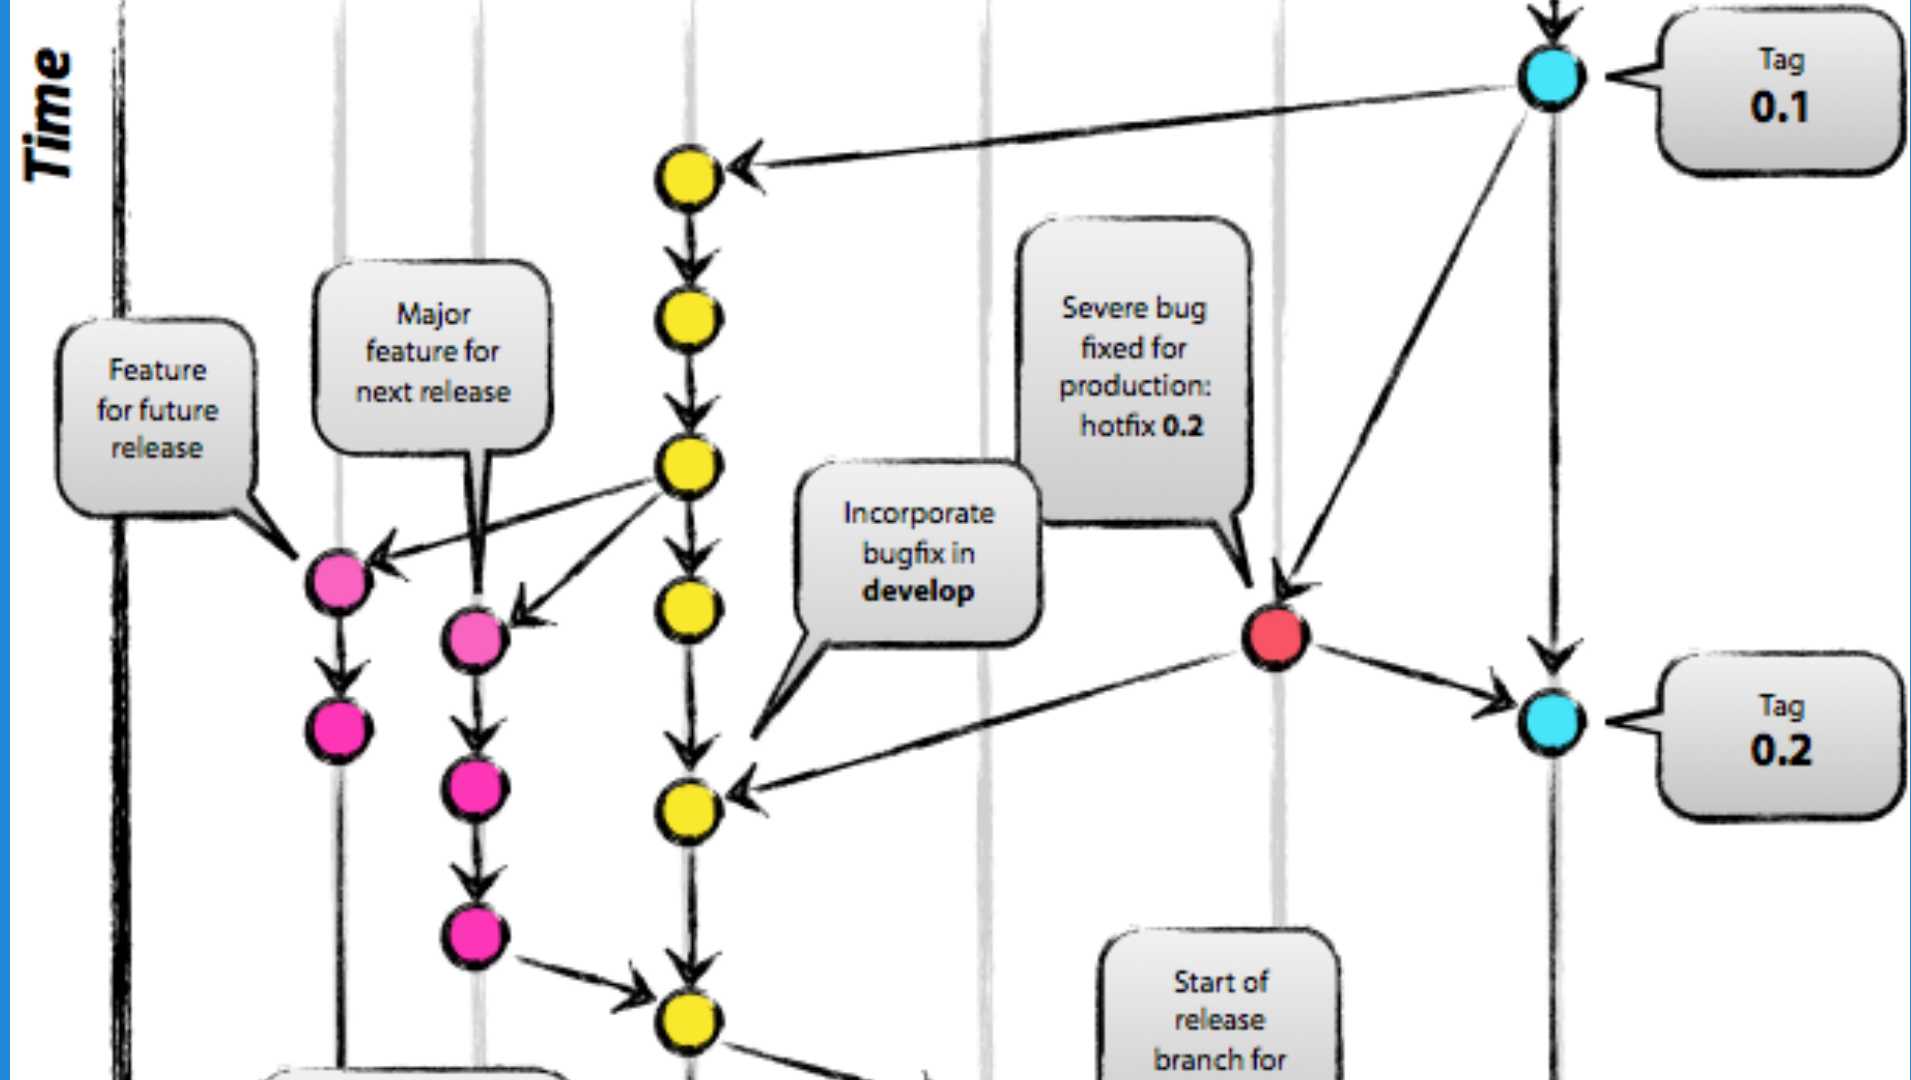 Time
Tag
0.1
Feature
for future
release
Major
feature for
next release
Severe bug
fixed for
production:
hotfix 0.2
Incorporate
bugfix in
develop
Tag
0.2
Start of
release
branch for